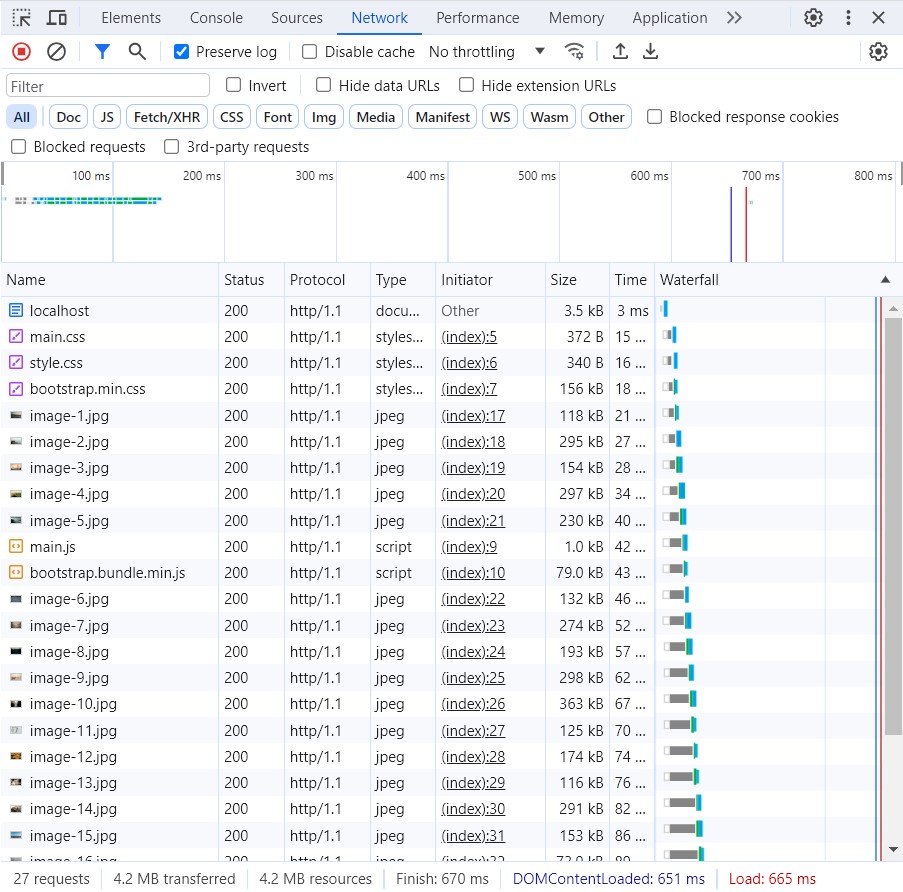 Elements Console Sources Network Performance Memory Application
Preserve log Disable cache No throttling
Filter Invert Hide data URLs Hide extension URLs
All Doc JS Fetch/XHR CSS Font Img Media Manifest WS Wasm Other Blocked response cookies
Blocked requests 3rd-party requests
100 ms 200 ms 300 ms 400 ms 500 ms 600 ms 700 ms 800 ms
Name Status Protocol Type Initiator Size Time Waterfall
localhost 200 http/1.1 docu... Other 3.5 kB 3 ms
main.css 200 http/1.1 styles... (index):5 372 B 15 ...
style.css 200 http/1.1 styles... (index):6 340 B 16 ...
bootstrap.min.css 200 http/1.1 styles... (index):7 156 kB 18 ...
image-1.jpg 200 http/1.1 jpeg (index):17 118 kB 21 ...
image-2.jpg 200 http/1.1 jpeg (index):18 295 kB 27 ...
image-3.jpg 200 http/1.1 jpeg (index):19 154 kB 28 ...
image-4.jpg 200 http/1.1 jpeg (index):20 297 kB 34 ...
image-5.jpg 200 http/1.1 jpeg (index):21 230 kB 40 ...
main.js 200 http/1.1 script (index):9 1.0 kB 42 ...
bootstrap.bundle.min.js 200 http/1.1 script (index):10 79.0 kB 43 ...
image-6.jpg 200 http/1.1 jpeg (index):22 132 kB 46 ...
image-7.jpg 200 http/1.1 jpeg (index):23 274 kB 52 ...
image-8.jpg 200 http/1.1 jpeg (index):24 193 kB 57 ...
image-9.jpg 200 http/1.1 jpeg (index):25 298 kB 62 ...
image-10.jpg 200 http/1.1 jpeg (index):26 363 kB 67 ...
image-11.jpg 200 http/1.1 jpeg (index):27 125 kB 70 ...
image-12.jpg 200 http/1.1 jpeg (index):28 174 kB 74 ...
image-13.jpg 200 http/1.1 jpeg (index):29 116 kB 76 ...
image-14.jpg 200 http/1.1 jpeg (index):30 291 kB 82 ...
image-15.jpg 200 http/1.1 jpeg (index):31 153 kB 86 ...
27 requests 4.2 MB transferred 4.2 MB resources Finish: 670 ms DOMContentLoaded: 651 ms Load: 665 ms